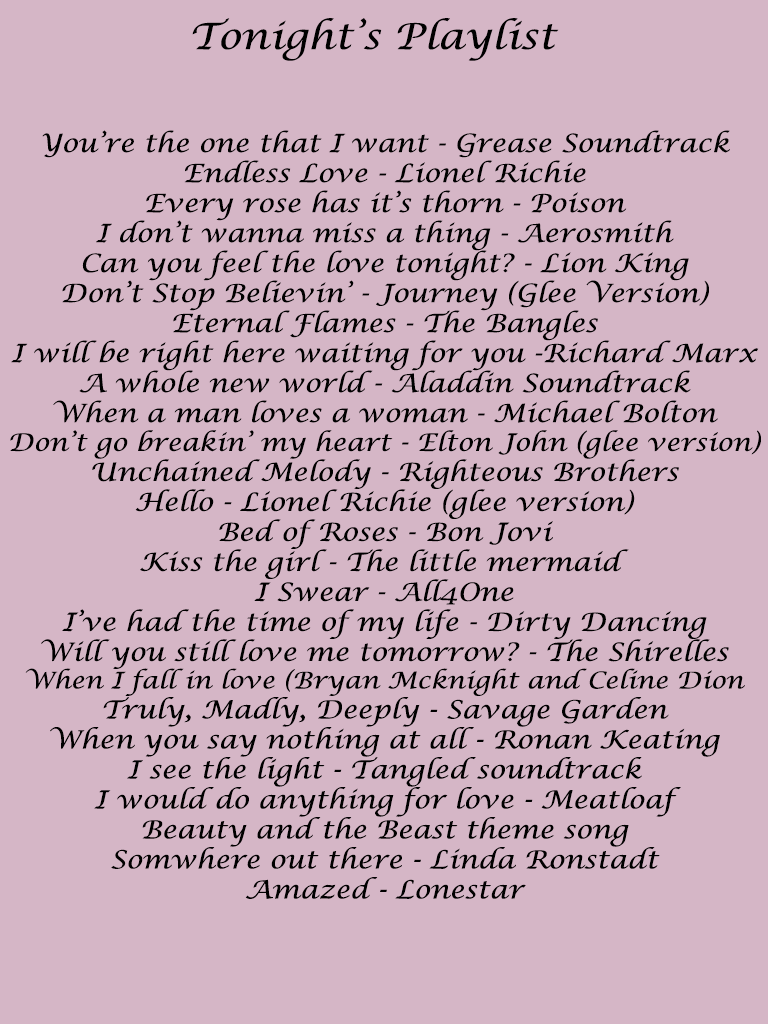 Tonight's Playlist
You're the one that I want - Grease Soundtrack
Endless Love - Lionel Richie
Every rose has it's thorn - Poison
I don't wanna miss a thing - Aerosmith
Can you feel the love tonight? - Lion King
Don't Stop Believin' - Journey (Glee Version)
Eternal Flames - The Bangles
I will be right here waiting for you -Richard Marx
A whole new world - Aladdin Soundtrack
When a man loves a woman - Michael Bolton
Don't go breakin' my heart - Elton John (glee version)
Unchained Melody - Righteous Brothers
Hello - Lionel Richie (glee version)
Bed of Roses - Bon Jovi
Kiss the girl - The little mermaid
I Swear - All4One
I've had the time of my life - Dirty Dancing
Will you still love me tomorrow? - The Shirelles
When I fall in love (Bryan Mcknight and Celine Dion
Truly, Madly, Deeply - Savage Garden
When you say nothing at all - Ronan Keating
I see the light - Tangled soundtrack
I would do anything for love - Meatloaf
Beauty and the Beast theme song
Somwhere out there - Linda Ronstadt
Amazed - Lonestar